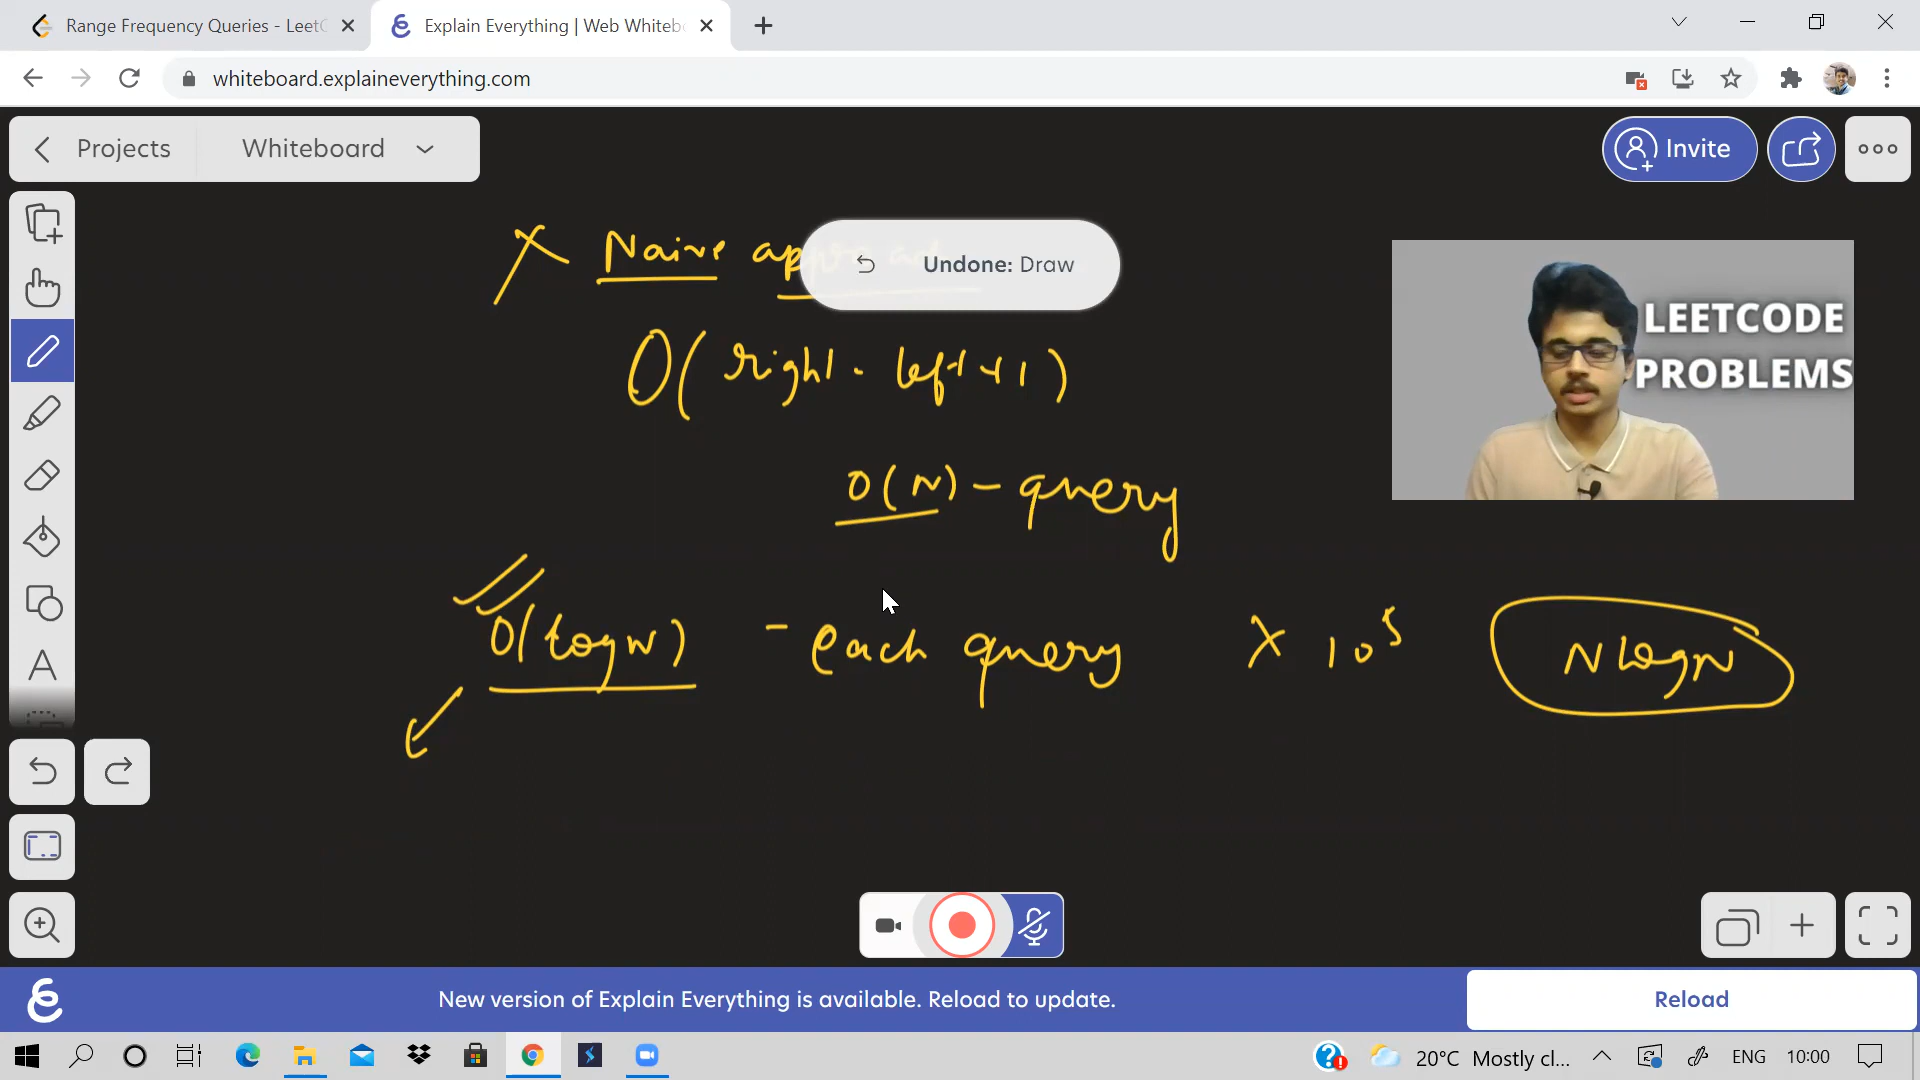 Range Frequency Queries - LeetC
Explain Everything | Web Whitebo
whiteboard.explaineverything.com
Projects
Whiteboard
Invite
Naive approach
Undone: Draw
O( right - left + 1 )
LEETCODE
PROBLEMS
O(N) - query
O(logN) - each query X 10^5 NlogN
A
New version of Explain Everything is available. Reload to update.
Reload
20°C Mostly cl...
ENG
10:00